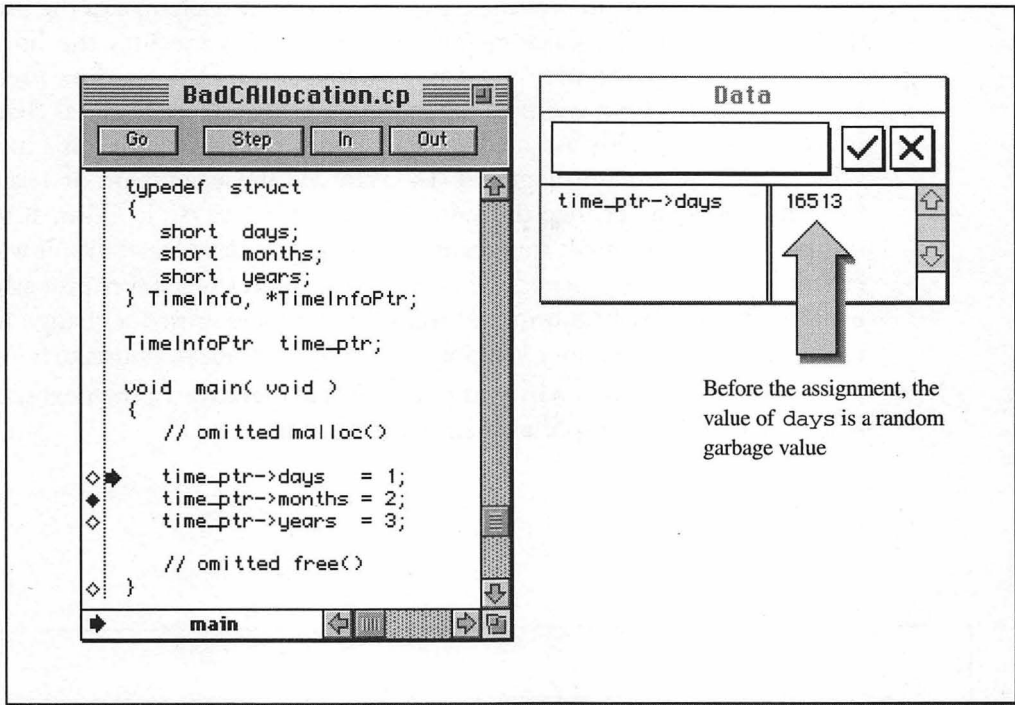 BadCAllocation.cp
Go Step In Out
typedef struct
{
short days;
short months;
short years;
} TimeInfo, *TimeInfoPtr;
TimeInfoPtr time_ptr;
void main( void )
{
// omitted malloc()
time_ptr->days = 1;
time_ptr->months = 2;
time_ptr->years = 3;
// omitted free()
}
main
Data
time_ptr->days 16513
Before the assignment, the
value of days is a random
garbage value